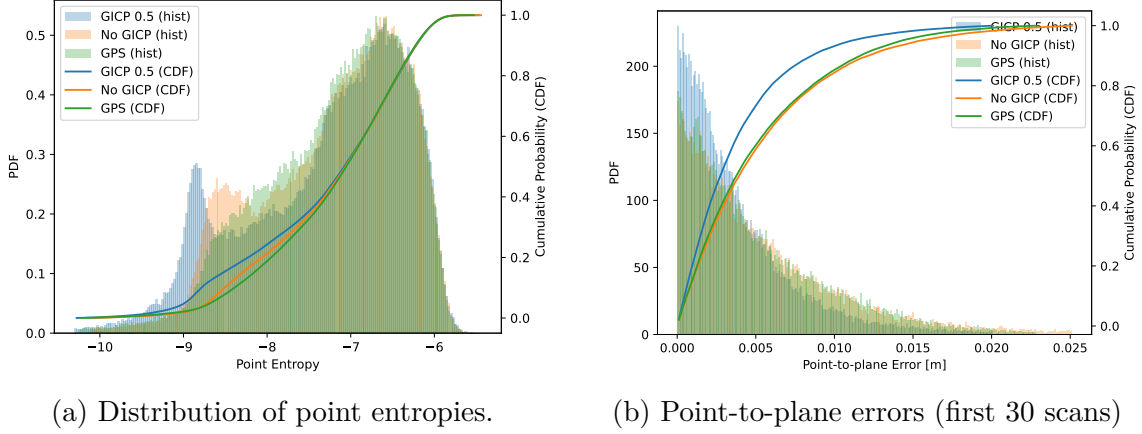 GICP 0.5 (hist)
No GICP (hist)
GPS (hist)
GICP 0.5 (CDF)
No GICP (CDF)
GPS (CDF)
PDF
0.5
0.4
0.3
0.2
0.1
0.0
−10
−9
−8
−7
−6
Point Entropy
1.0
0.8
0.6
0.4
0.2
0.0
Cumulative Probability (CDF)
(a) Distribution of point entropies.
GICP 0.5 (hist)
No GICP (hist)
GPS (hist)
GICP 0.5 (CDF)
No GICP (CDF)
GPS (CDF)
PDF
200
150
100
50
0
0.000
0.005
0.010
0.015
0.020
0.025
Point-to-plane Error [m]
1.0
0.8
0.6
0.4
0.2
0.0
Cumulative Probability (CDF)
(b) Point-to-plane errors (first 30 scans)